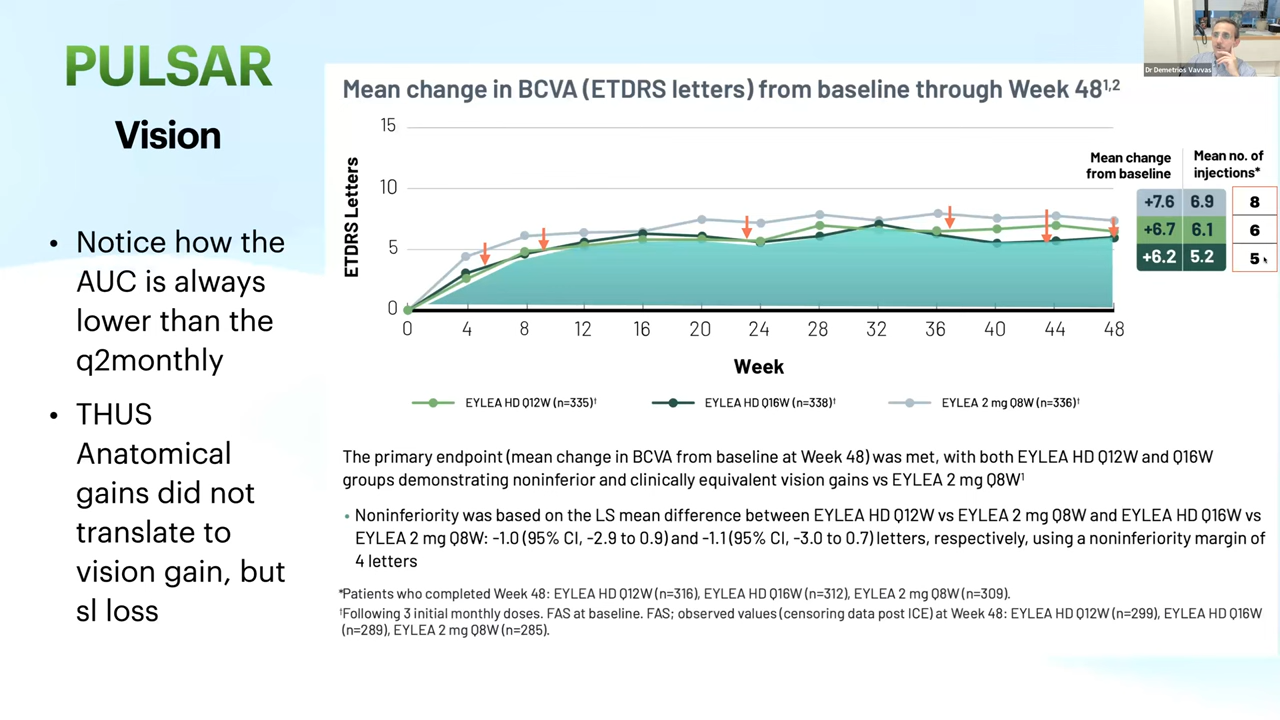 PULSAR
Vision
• Notice how the
AUC is always
lower than the
q2monthly
• THUS
Anatomical
gains did not
translate to
vision gain, but
sl loss
Dr Demetrios Vavvas
Mean change in BCVA (ETDRS letters) from baseline through Week 48¹,²
ETDRS Letters
15
10
5
0
0 4 8 12 16 20 24 28 32 36 40 44 48
Week
Mean change
from baseline
Mean no. of
injections*
+7.6 6.9 8
+6.7 6.1 6
+6.2 5.2 5
EYLEA HD Q12W (n=335)† EYLEA HD Q16W (n=338)† EYLEA 2 mg Q8W (n=336)†
The primary endpoint (mean change in BCVA from baseline at Week 48) was met, with both EYLEA HD Q12W and Q16W
groups demonstrating noninferior and clinically equivalent vision gains vs EYLEA 2 mg Q8W¹
• Noninferiority was based on the LS mean difference between EYLEA HD Q12W vs EYLEA 2 mg Q8W and EYLEA HD Q16W vs
EYLEA 2 mg Q8W: -1.0 (95% CI, -2.9 to 0.9) and -1.1 (95% CI, -3.0 to 0.7) letters, respectively, using a noninferiority margin of
4 letters
*Patients who completed Week 48: EYLEA HD Q12W (n=316), EYLEA HD Q16W (n=312), EYLEA 2 mg Q8W (n=309).
†Following 3 initial monthly doses. FAS at baseline. FAS; observed values (censoring data post ICE) at Week 48: EYLEA HD Q12W (n=299), EYLEA HD Q16W
(n=289), EYLEA 2 mg Q8W (n=285).